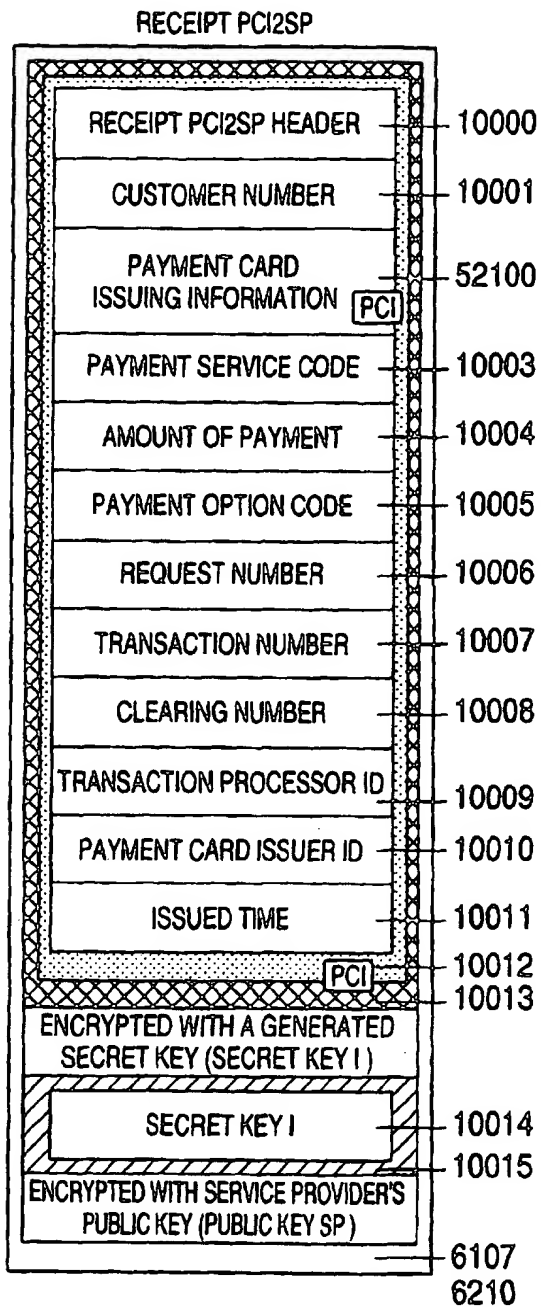 RECEIPT PCI2SP
RECEIPT PCI2SP HEADER 10000
CUSTOMER NUMBER 10001
PAYMENT CARD
ISSUING INFORMATION 52100
PCI
PAYMENT SERVICE CODE 10003
AMOUNT OF PAYMENT 10004
PAYMENT OPTION CODE 10005
REQUEST NUMBER 10006
TRANSACTION NUMBER 10007
CLEARING NUMBER 10008
TRANSACTION PROCESSOR ID 10009
PAYMENT CARD ISSUER ID 10010
ISSUED TIME 10011
PCI 10012
10013
ENCRYPTED WITH A GENERATED
SECRET KEY (SECRET KEY I)
SECRET KEY I 10014
10015
ENCRYPTED WITH SERVICE PROVIDER'S
PUBLIC KEY (PUBLIC KEY SP)
6107
6210